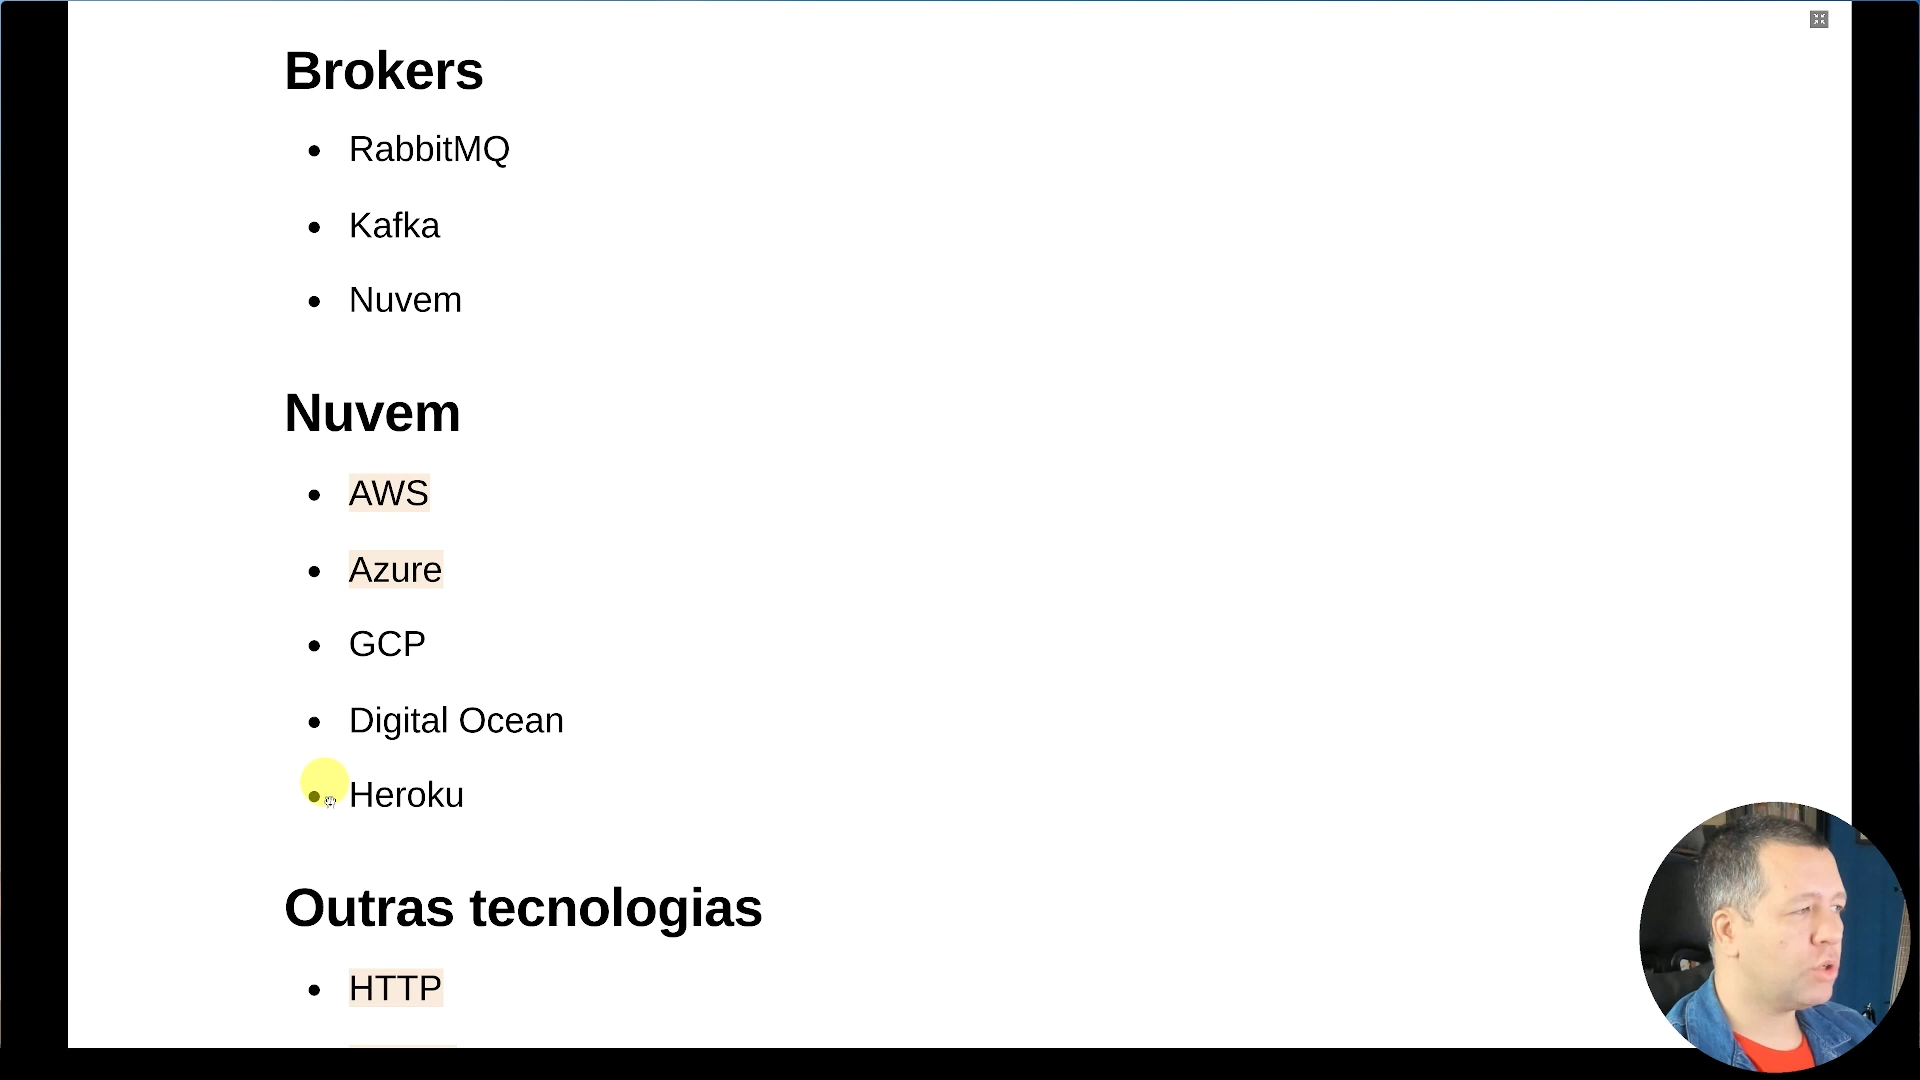 Brokers
RabbitMQ
Kafka
Nuvem
Nuvem
AWS
Azure
GCP
Digital Ocean
Heroku
Outras tecnologias
HTTP